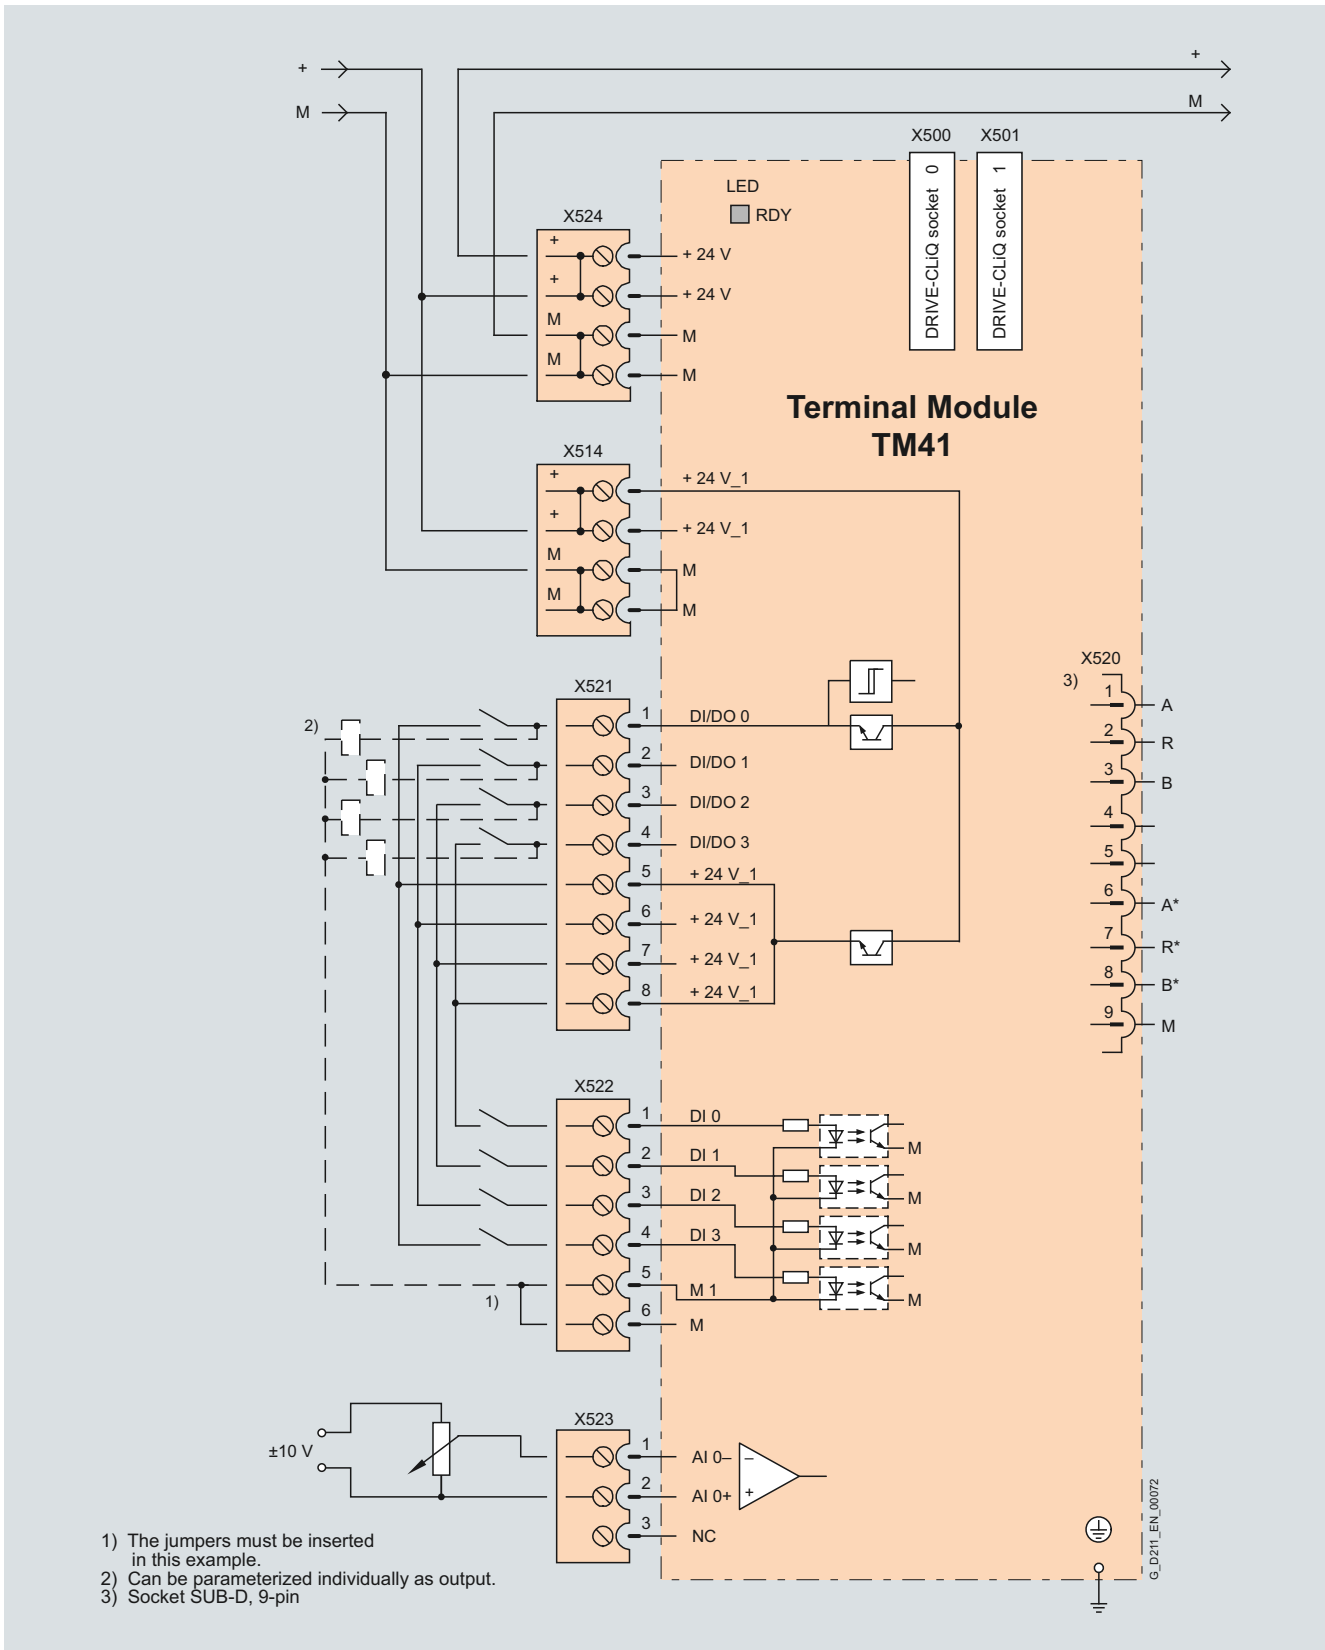 +
+
M
M
X500
X501
DRIVE-CLiQ socket 0
DRIVE-CLiQ socket 1
LED
RDY
X524
+
+ 24 V
+
+ 24 V
M
M
M
M
Terminal Module
TM41
X514
+
+ 24 V_1
+
+ 24 V_1
M
M
M
M
X521
2)
1
DI/DO 0
2
DI/DO 1
3
DI/DO 2
4
DI/DO 3
5
+ 24 V_1
6
+ 24 V_1
7
+ 24 V_1
8
+ 24 V_1
X520
3)
1
A
2
R
3
B
4
5
6
A*
7
R*
8
B*
9
M
X522
1
DI 0
M
2
DI 1
M
3
DI 2
M
4
DI 3
M
5
M 1
1)
6
M
X523
±10 V
1
AI 0–
–
2
AI 0+
+
3
NC
G_D211_EN_00072
1) The jumpers must be inserted
in this example.
2) Can be parameterized individually as output.
3) Socket SUB-D, 9-pin